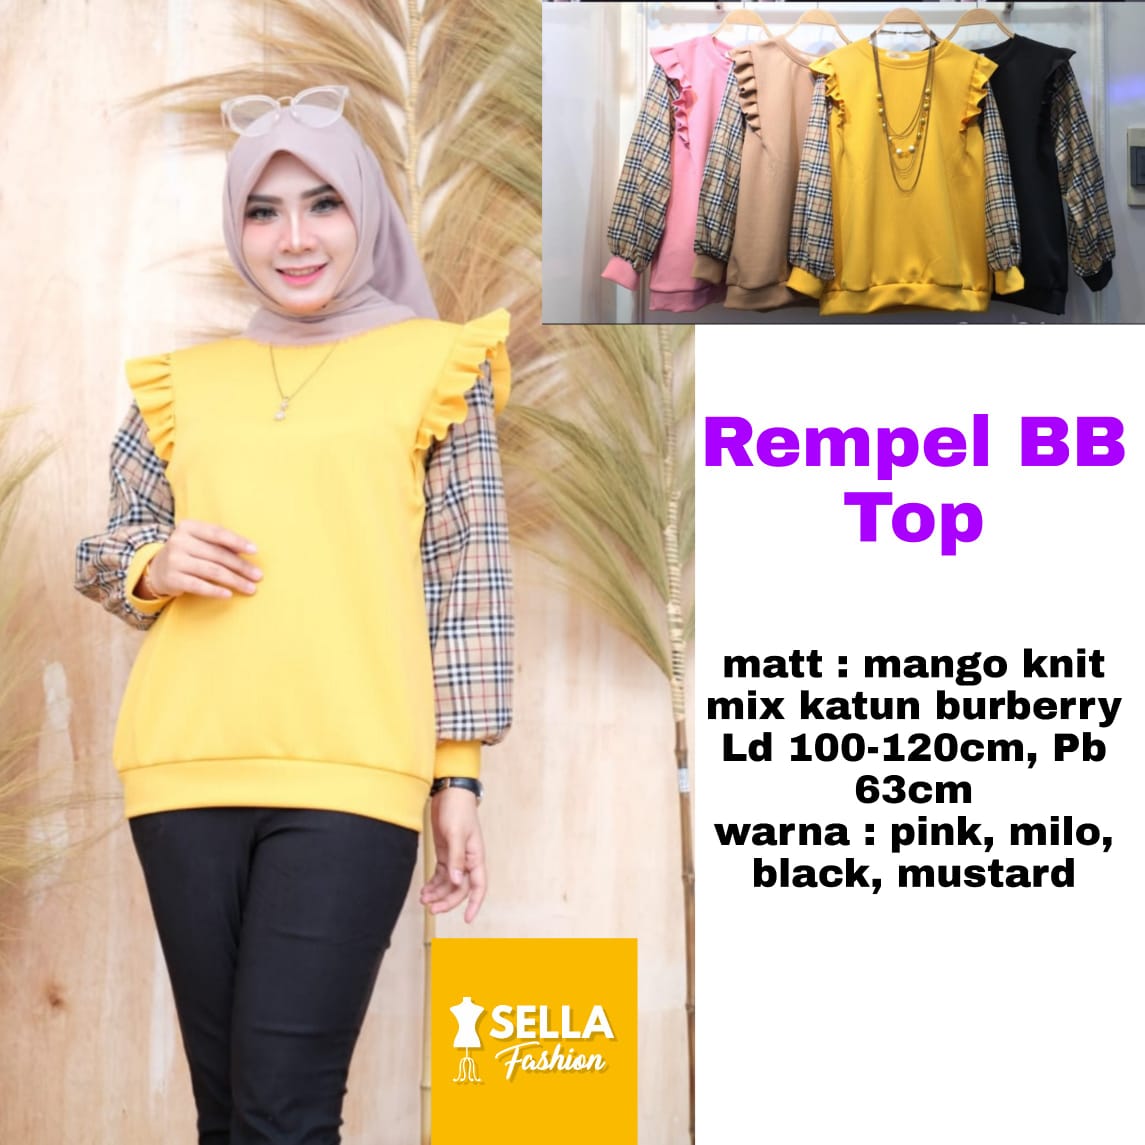 Rempel BB
Top
matt : mango knit
mix katun burberry
Ld 100-120cm, Pb
63cm
warna : pink, milo,
black, mustard
SELLA
Fashion